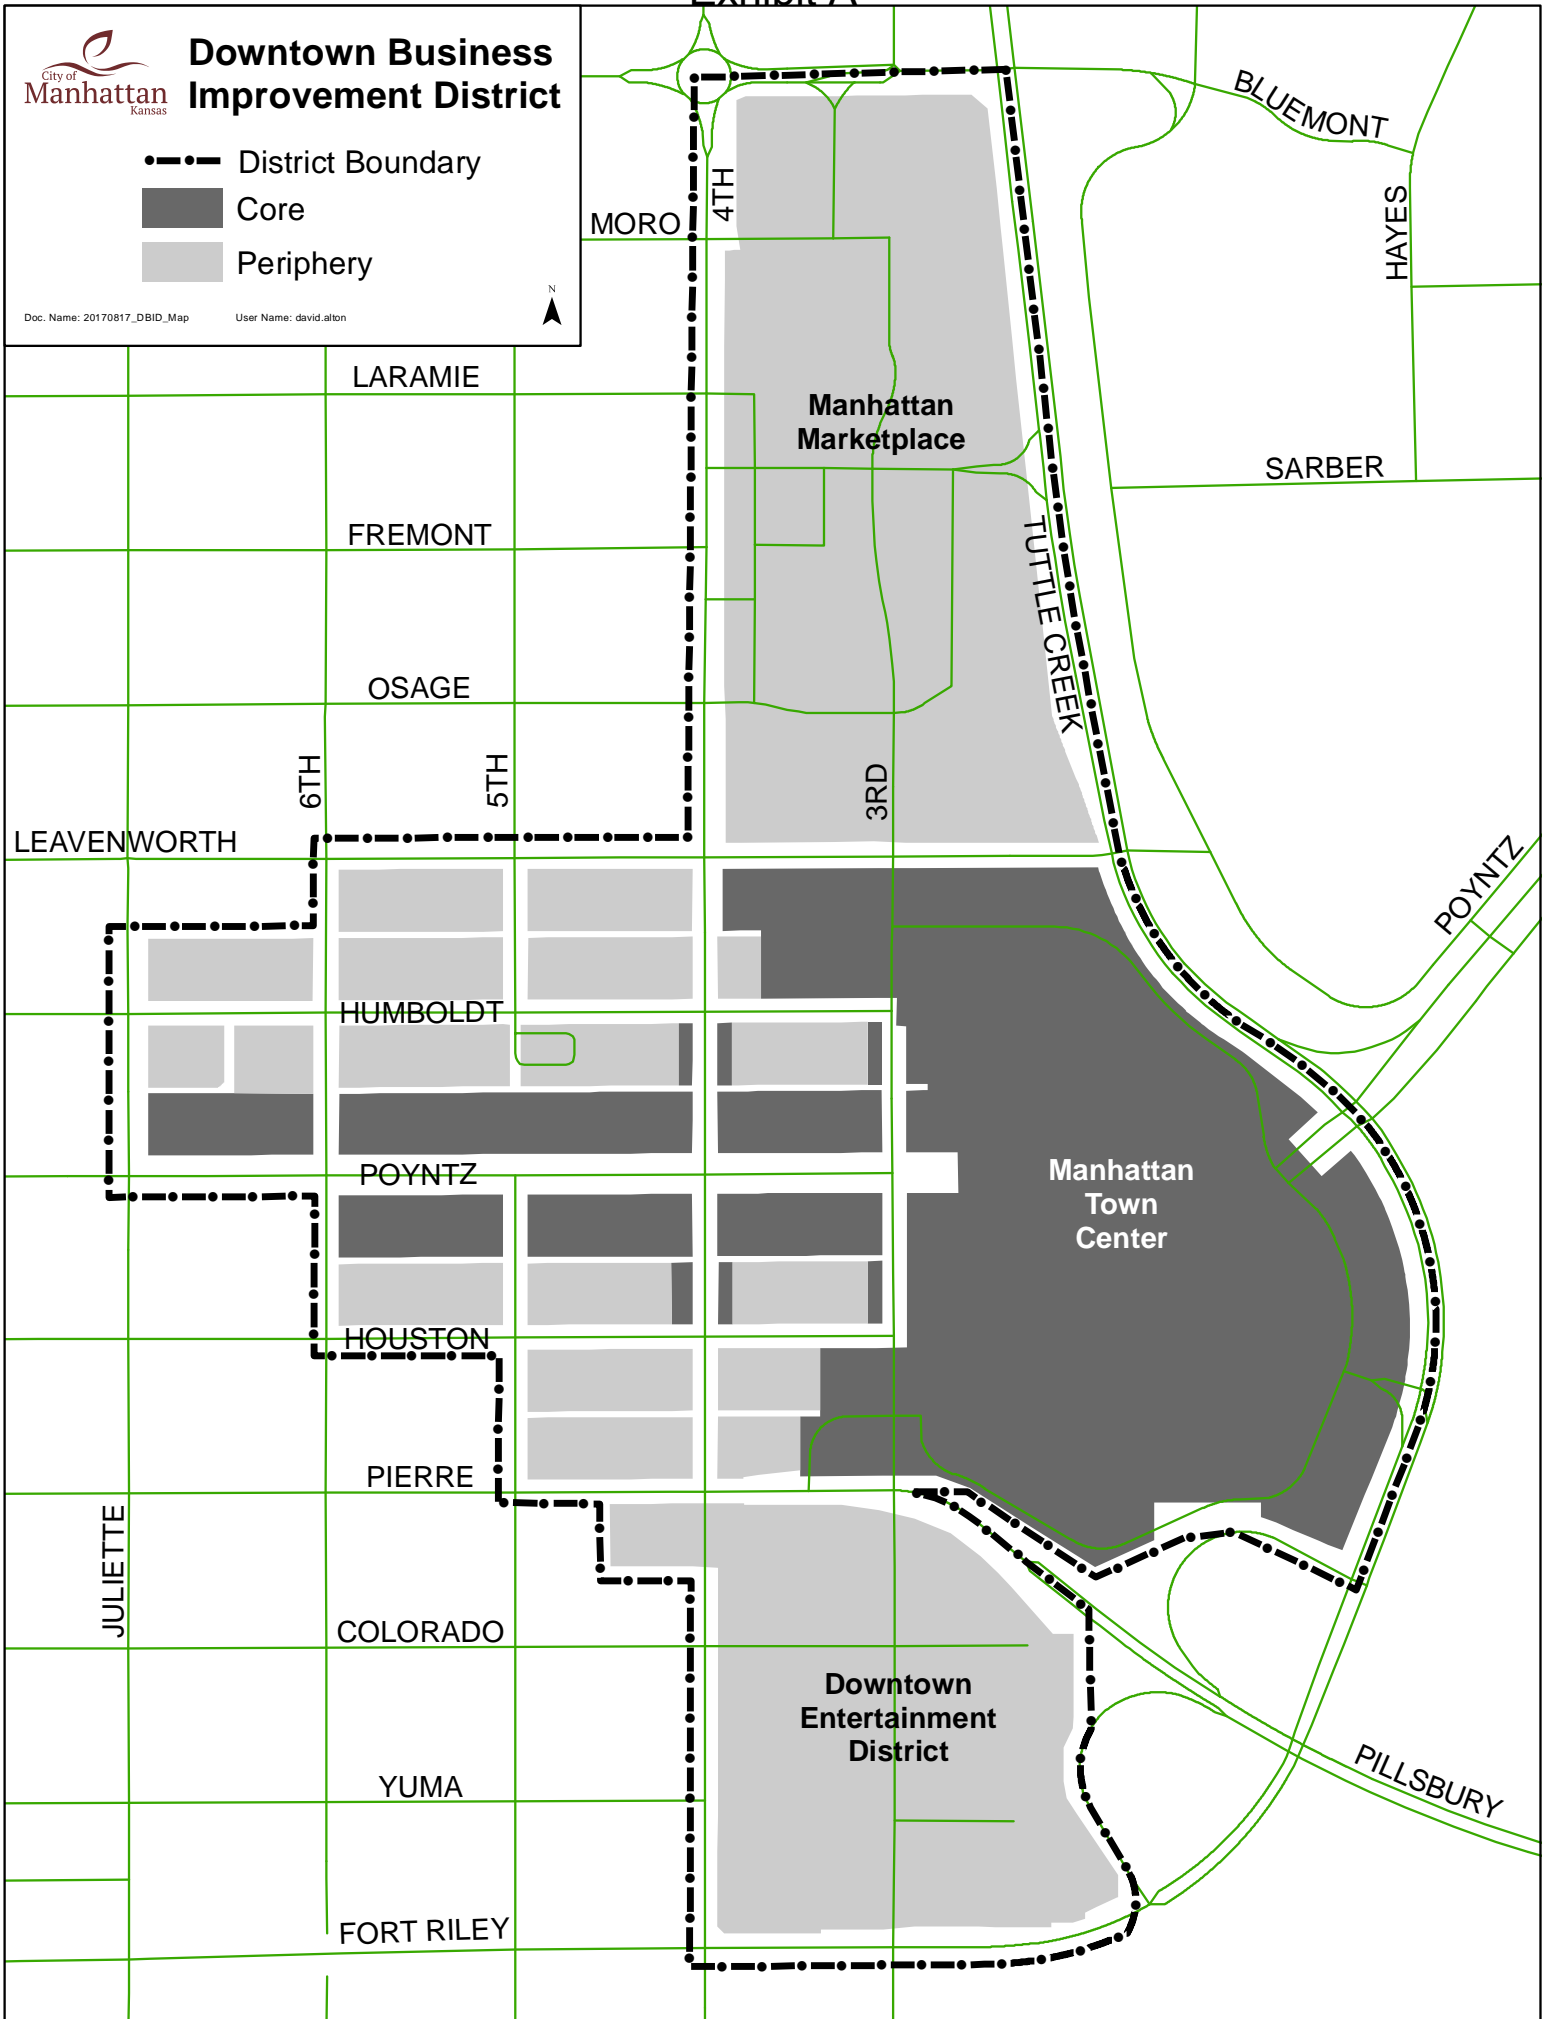 Exhibit A
City of
Manhattan
Kansas
Downtown Business
Improvement District
District Boundary
Core
Periphery
N
Doc. Name: 20170817_DBID_Map
User Name: david.alton
BLUEMONT
4TH
MORO
HAYES
LARAMIE
Manhattan
Marketplace
SARBER
FREMONT
TUTTLE CREEK
OSAGE
6TH
5TH
3RD
LEAVENWORTH
POYNTZ
HUMBOLDT
POYNTZ
Manhattan
Town
Center
HOUSTON
PIERRE
JULIETTE
COLORADO
Downtown
Entertainment
District
YUMA
PILLSBURY
FORT RILEY